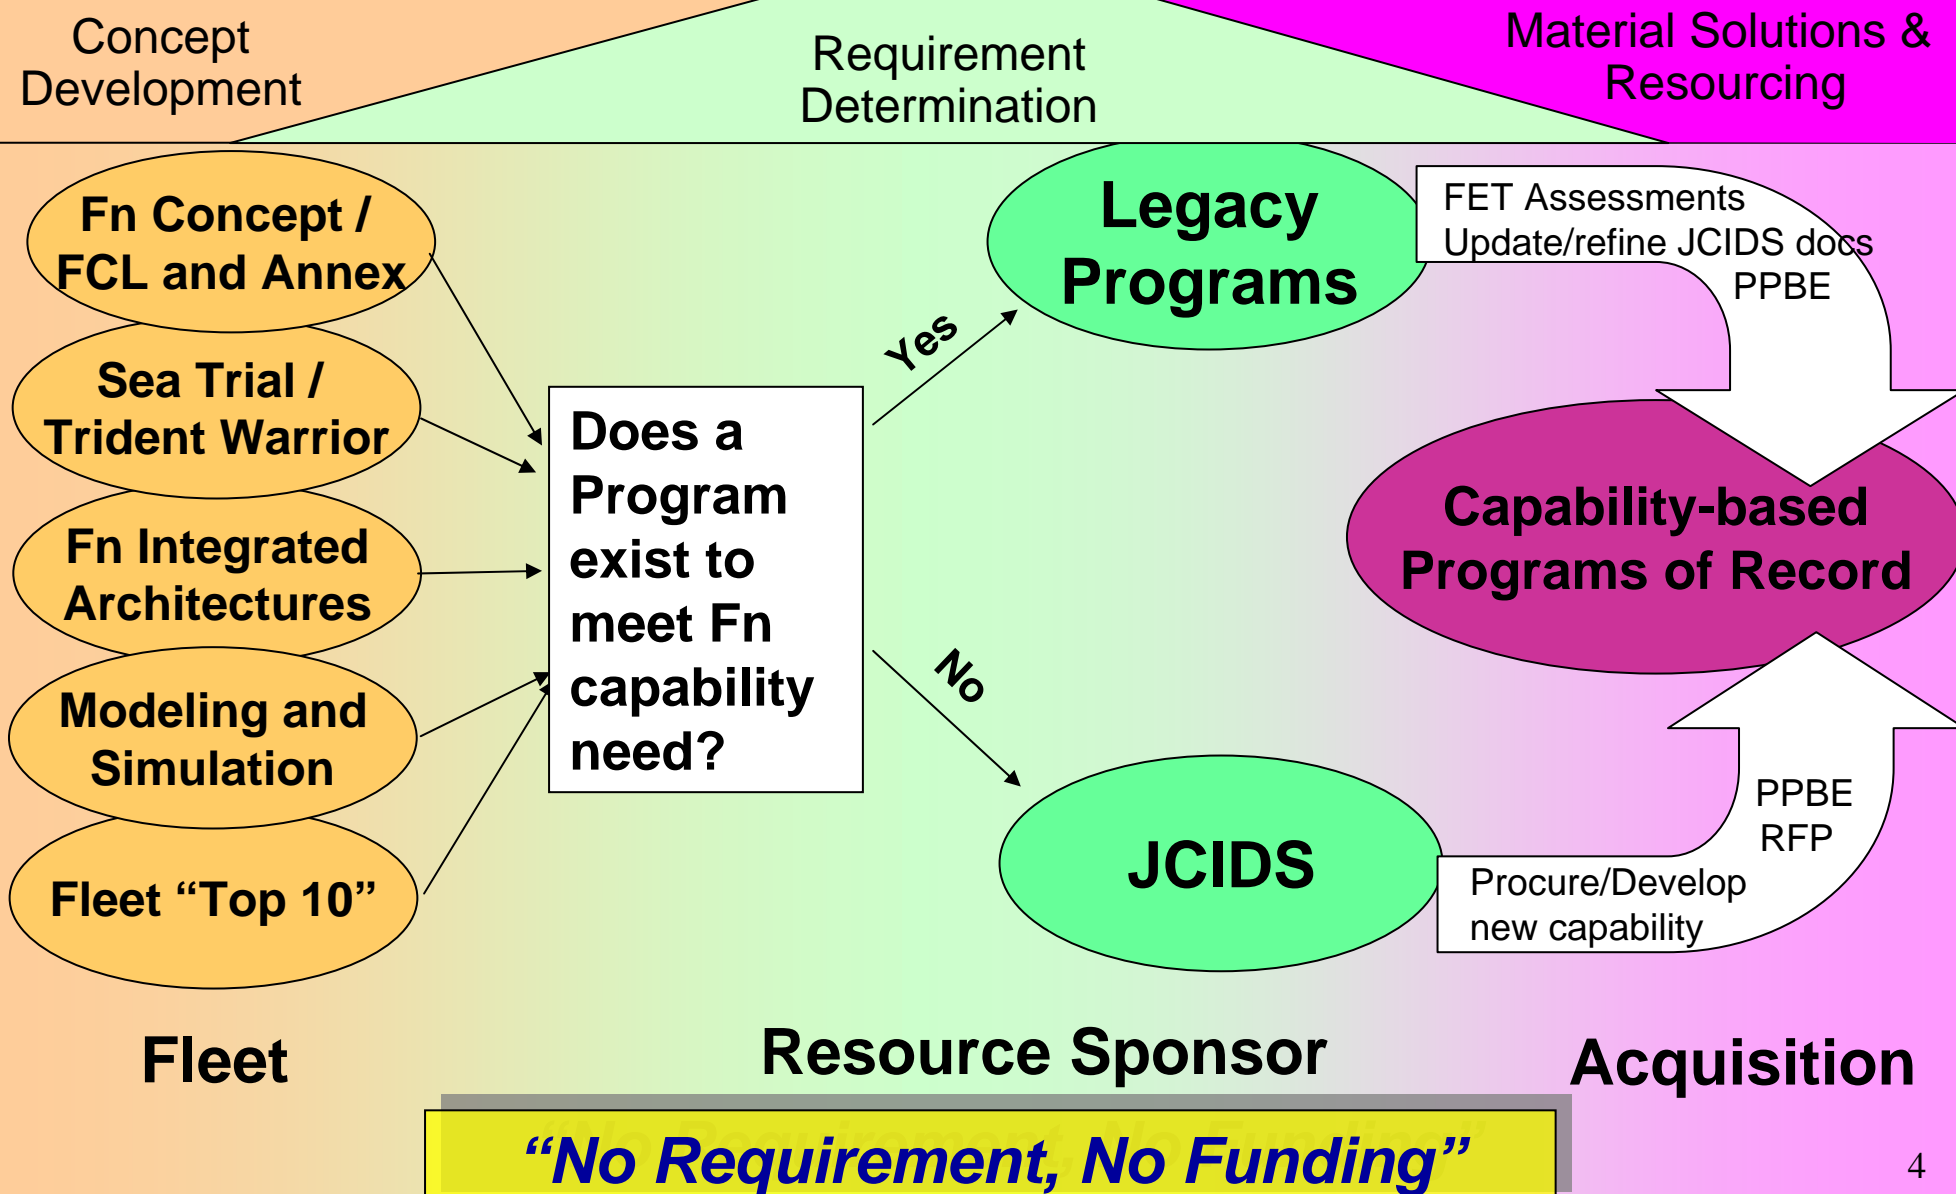 Concept
Development
Requirement
Determination
Material Solutions &
Resourcing
Fn Concept /
FCL and Annex
Sea Trial /
Trident Warrior
Fn Integrated
Architectures
Modeling and
Simulation
Fleet “Top 10”
Does a
Program
exist to
meet Fn
capability
need?
Yes
No
Legacy
Programs
JCIDS
FET Assessments
Update/refine JCIDS docs
PPBE
Capability-based
Programs of Record
PPBE
RFP
Procure/Develop
new capability
Fleet
Resource Sponsor
Acquisition
“No Requirement, No Funding”
4